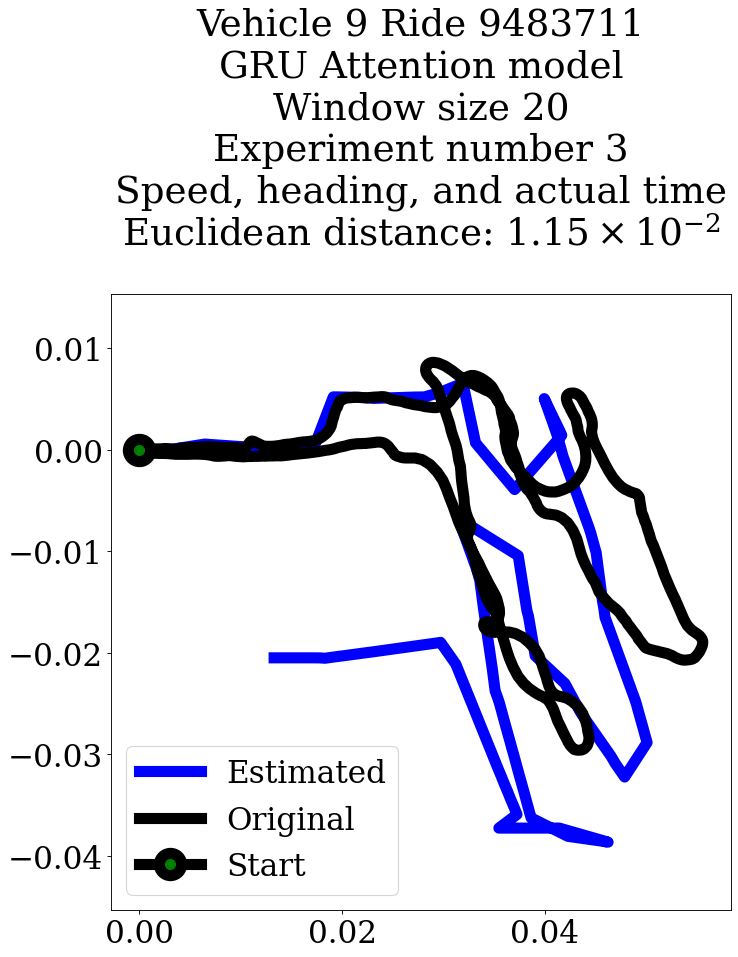 Vehicle 9 Ride 9483711
GRU Attention model
Window size 20
Experiment number 3
Speed, heading, and actual time
Euclidean distance: 1.15 × 10⁻²
0.01
0.00
−0.01
−0.02
−0.03
−0.04
Estimated
Original
Start
0.00 0.02 0.04